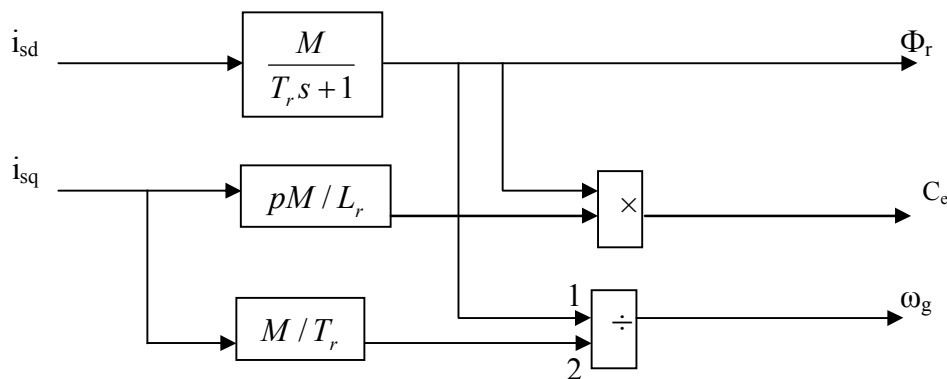 i_sd
M
T_r s + 1
Φ_r
i_sq
pM / L_r
×
C_e
M / T_r
1
÷
2
ω_g